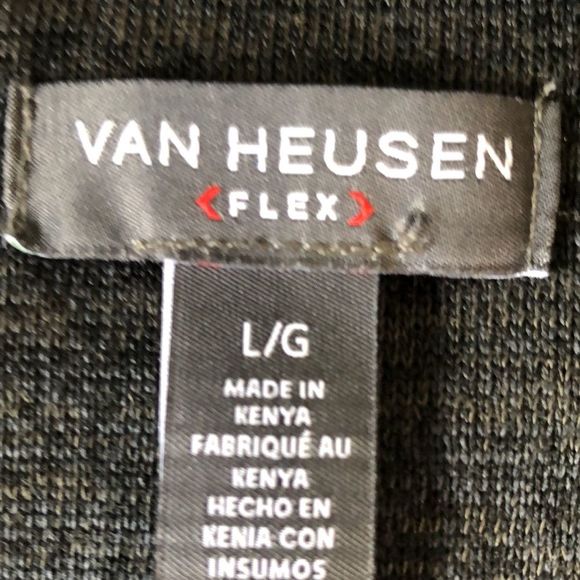 VAN HEUSEN
<FLEX>
L/G
MADE IN
KENYA
FABRIQUÉ AU
KENYA
HECHO EN
KENIA CON
INSUMOS